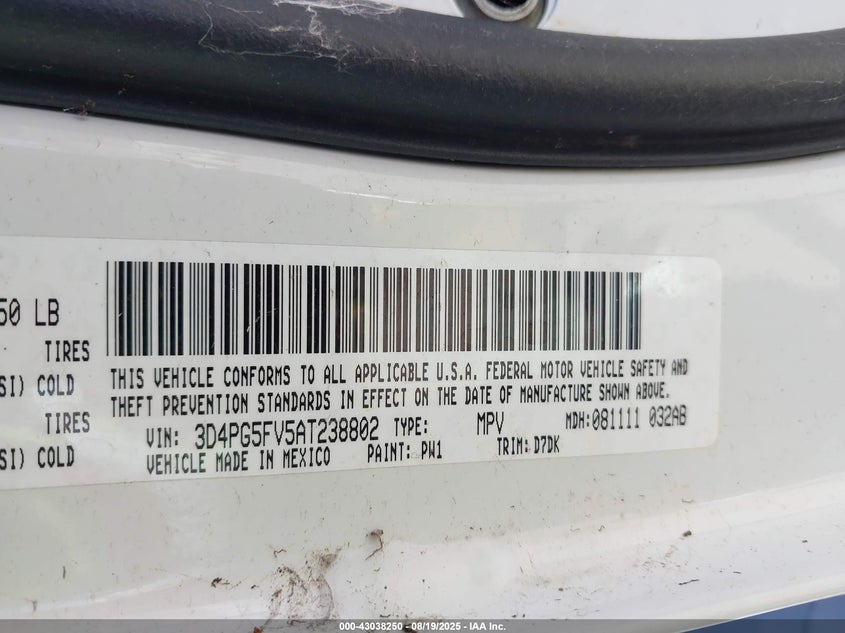 50 LB
TIRES
SI) COLD
TIRES
SI) COLD
THIS VEHICLE CONFORMS TO ALL APPLICABLE U.S.A. FEDERAL MOTOR VEHICLE SAFETY AND
THEFT PREVENTION STANDARDS IN EFFECT ON THE DATE OF MANUFACTURE SHOWN ABOVE.
VIN: 3D4PG5FV5AT238802 TYPE: MPV MDH:081111 032AB
VEHICLE MADE IN MEXICO PAINT: PW1 TRIM: D7DK
000-43038250 - 08/19/2025 - IAA Inc.